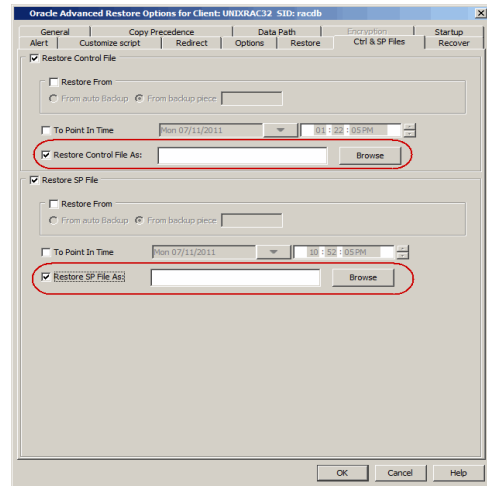 Oracle Advanced Restore Options for Client: UNIXRAC32 SID: racdb
General Copy Precedence Data Path Encryption Startup
Alert Customize script Redirect Options Restore Ctrl & SP Files Recover
Restore Control File
Restore From
From auto Backup From backup piece
To Point In Time Mon 07/11/2011 01 : 22 : 05 PM
Restore Control File As: Browse
Restore SP File
Restore From
From auto Backup From backup piece
To Point In Time Mon 07/11/2011 10 : 52 : 05 PM
Restore SP File As: Browse
OK Cancel Help